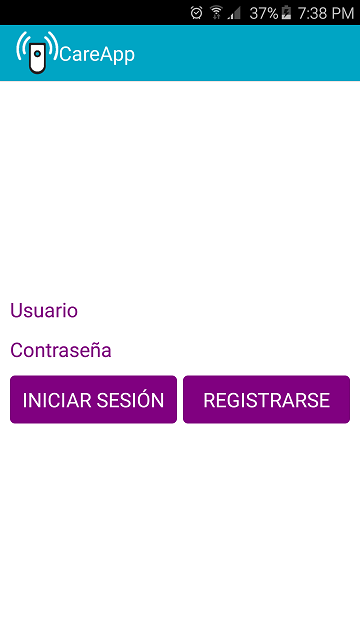 37% 7:38 PM
CareApp
Usuario
Contraseña
INICIAR SESIÓN REGISTRARSE